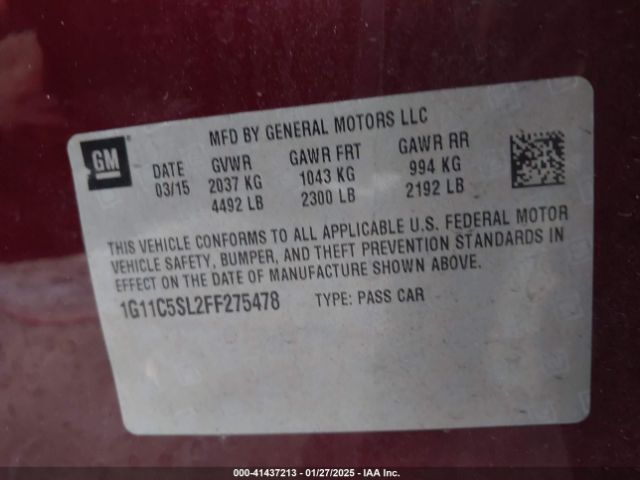 MFD BY GENERAL MOTORS LLC
GM
DATE GVWR GAWR FRT GAWR RR
03/15 2037 KG 1043 KG 994 KG
4492 LB 2300 LB 2192 LB
THIS VEHICLE CONFORMS TO ALL APPLICABLE U.S. FEDERAL MOTOR
VEHICLE SAFETY, BUMPER, AND THEFT PREVENTION STANDARDS IN
EFFECT ON THE DATE OF MANUFACTURE SHOWN ABOVE.
1G11C5SL2FF275478 TYPE: PASS CAR
000-41437213 - 01/27/2025 - IAA Inc.